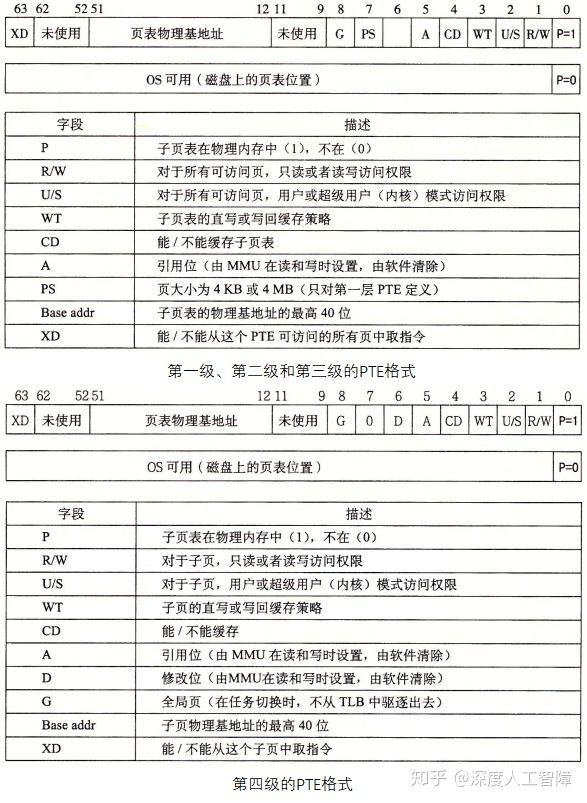 63 62 52 51 12 11 9 8 7 6 5 4 3 2 1 0
XD 未使用 页表物理基地址 未使用 G PS A CD WT U/S R/W P=1
OS 可用（磁盘上的页表位置） P=0
字段 描述
P 子页表在物理内存中（1），不在（0）
R/W 对于所有可访问页，只读或者读写访问权限
U/S 对于所有可访问页，用户或超级用户（内核）模式访问权限
WT 子页表的直写或写回缓存策略
CD 能 / 不能缓存子页表
A 引用位（由 MMU 在读和写时设置，由软件清除）
PS 页大小为 4 KB 或 4 MB（只对第一层 PTE 定义）
Base addr 子页表的物理基地址的最高 40 位
XD 能 / 不能从这个 PTE 可访问的所有页中取指令
第一级、第二级和第三级的PTE格式
63 62 52 51 12 11 9 8 7 6 5 4 3 2 1 0
XD 未使用 页表物理基地址 未使用 G 0 D A CD WT U/S R/W P=1
OS 可用（磁盘上的页表位置） P=0
字段 描述
P 子页表在物理内存中（1），不在（0）
R/W 对于子页，只读或者读写访问权限
U/S 对于子页，用户或超级用户（内核）模式访问权限
WT 子页的直写或写回缓存策略
CD 能 / 不能缓存
A 引用位（由 MMU 在读和写时设置，由软件清除）
D 修改位（由MMU在读和写时设置，由软件清除）
G 全局页（在任务切换时，不从 TLB 中驱逐出去）
Base addr 子页物理基地址的最高 40 位
XD 能 / 不能从这个子页中取指令
第四级的PTE格式
知乎 @深度人工智障